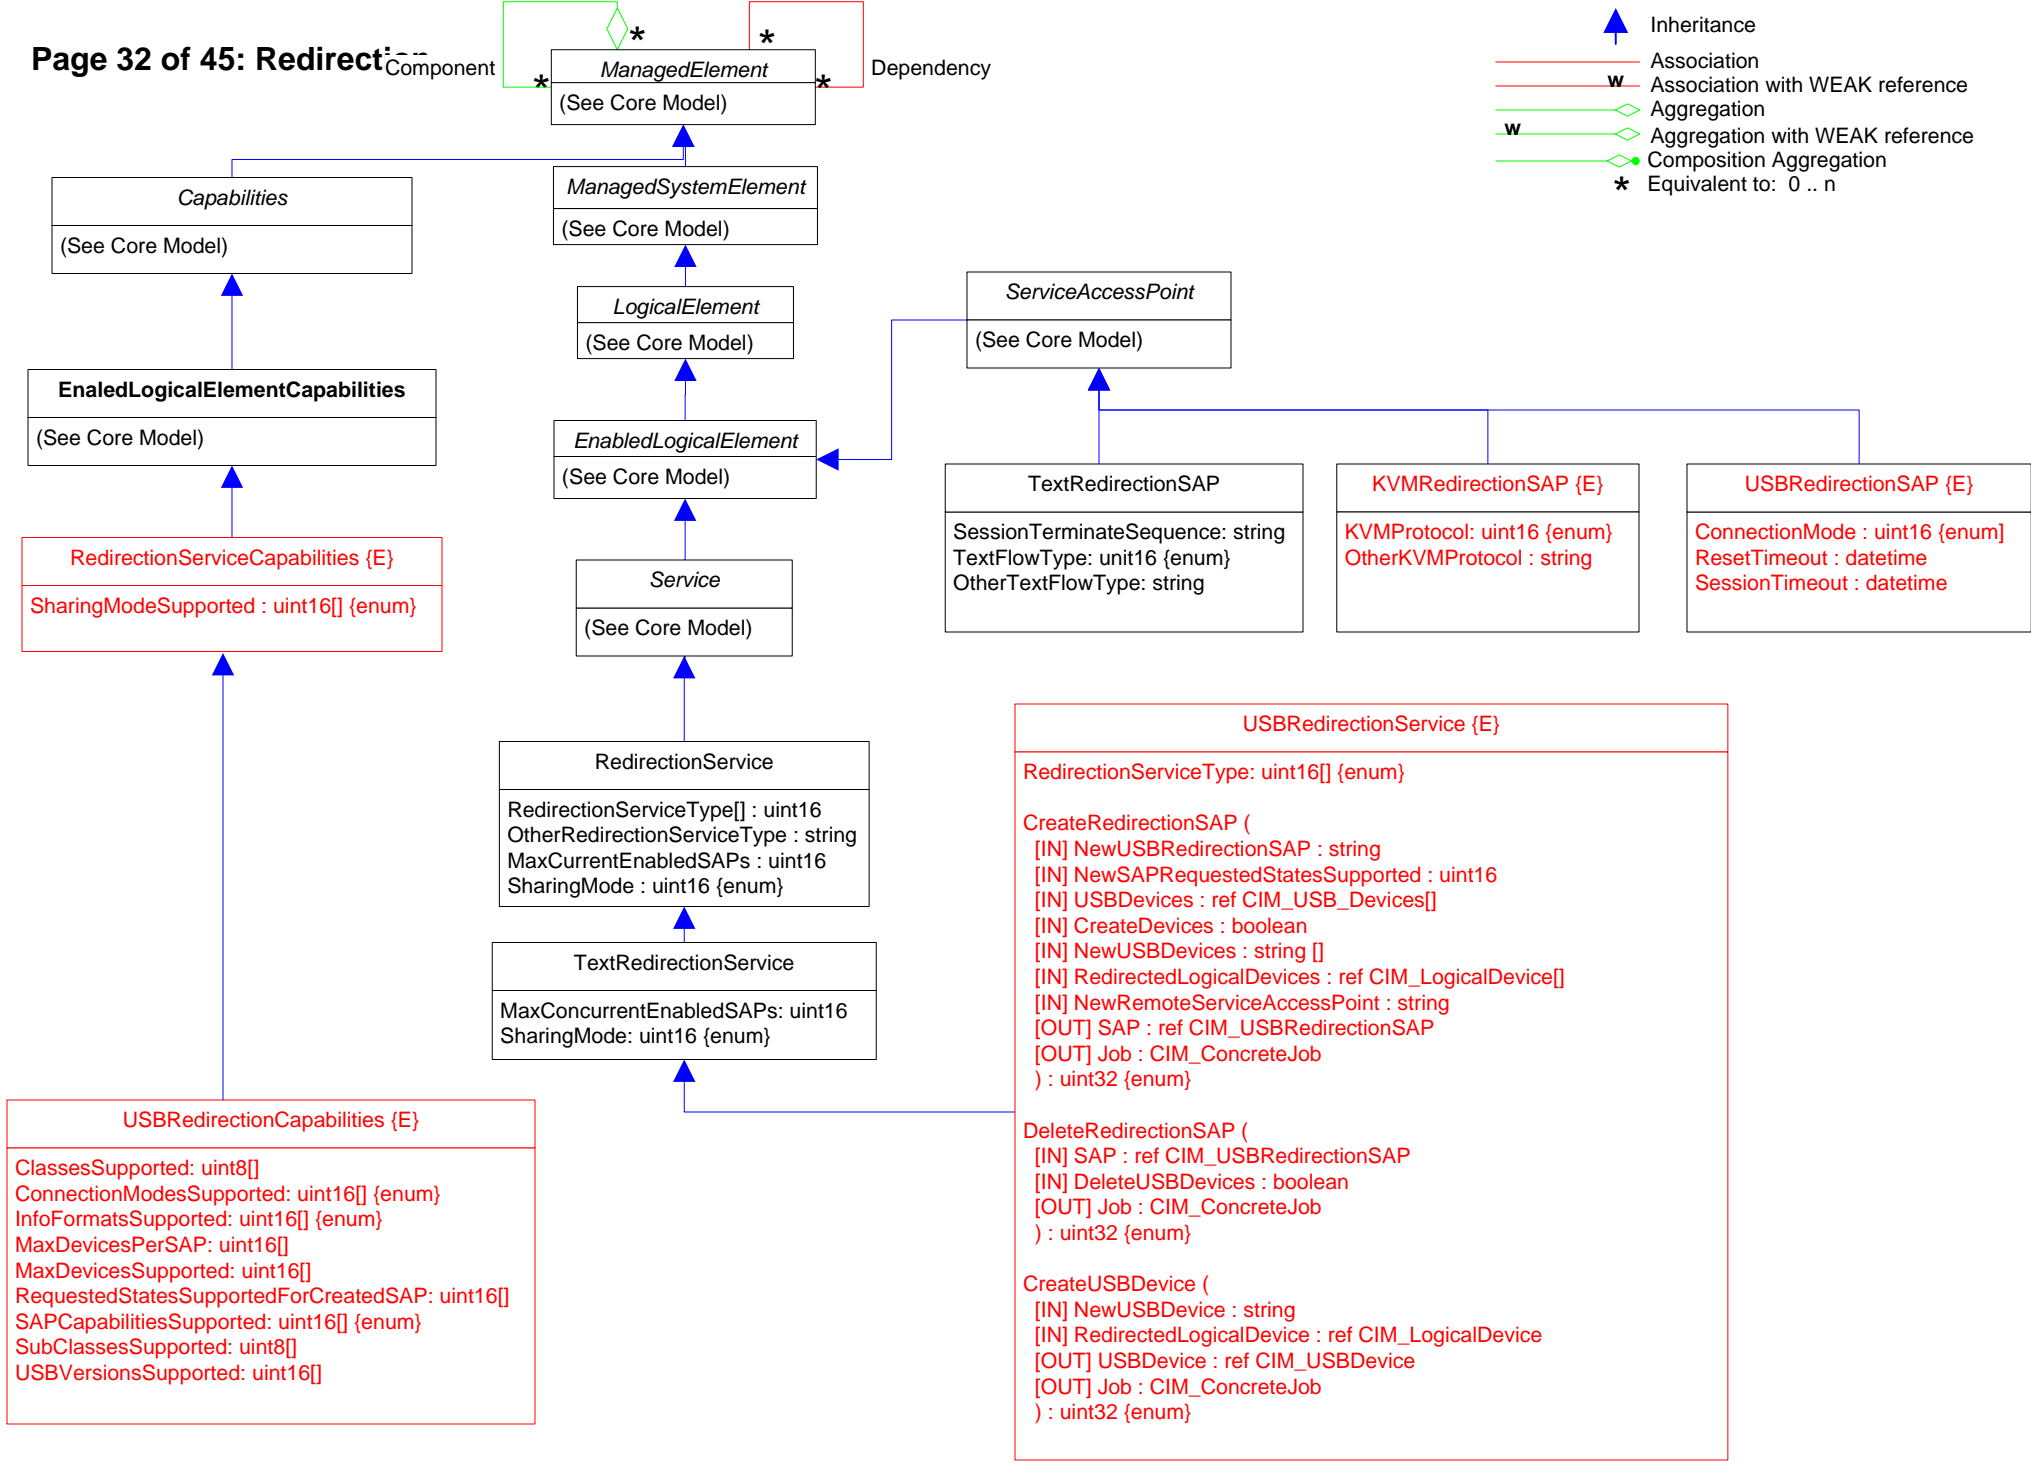 Page 32 of 45: Redirection
Component
*
*
*
*
Dependency
ManagedElement
(See Core Model)
Inheritance
Association
w
Association with WEAK reference
Aggregation
w
Aggregation with WEAK reference
Composition Aggregation
*
Equivalent to: 0 .. n
Capabilities
(See Core Model)
ManagedSystemElement
(See Core Model)
LogicalElement
(See Core Model)
ServiceAccessPoint
(See Core Model)
EnaledLogicalElementCapabilities
(See Core Model)
EnabledLogicalElement
(See Core Model)
TextRedirectionSAP
SessionTerminateSequence: string
TextFlowType: unit16 {enum}
OtherTextFlowType: string
KVMRedirectionSAP {E}
KVMProtocol: uint16 {enum}
OtherKVMProtocol : string
USBRedirectionSAP {E}
ConnectionMode : uint16 {enum]
ResetTimeout : datetime
SessionTimeout : datetime
RedirectionServiceCapabilities {E}
SharingModeSupported : uint16[] {enum}
Service
(See Core Model)
RedirectionService
RedirectionServiceType[] : uint16
OtherRedirectionServiceType : string
MaxCurrentEnabledSAPs : uint16
SharingMode : uint16 {enum}
TextRedirectionService
MaxConcurrentEnabledSAPs: uint16
SharingMode: uint16 {enum}
USBRedirectionService {E}
RedirectionServiceType: uint16[] {enum}
CreateRedirectionSAP (
[IN] NewUSBRedirectionSAP : string
[IN] NewSAPRequestedStatesSupported : uint16
[IN] USBDevices : ref CIM_USB_Devices[]
[IN] CreateDevices : boolean
[IN] NewUSBDevices : string []
[IN] RedirectedLogicalDevices : ref CIM_LogicalDevice[]
[IN] NewRemoteServiceAccessPoint : string
[OUT] SAP : ref CIM_USBRedirectionSAP
[OUT] Job : CIM_ConcreteJob
) : uint32 {enum}
DeleteRedirectionSAP (
[IN] SAP : ref CIM_USBRedirectionSAP
[IN] DeleteUSBDevices : boolean
[OUT] Job : CIM_ConcreteJob
) : uint32 {enum}
CreateUSBDevice (
[IN] NewUSBDevice : string
[IN] RedirectedLogicalDevice : ref CIM_LogicalDevice
[OUT] USBDevice : ref CIM_USBDevice
[OUT] Job : CIM_ConcreteJob
) : uint32 {enum}
USBRedirectionCapabilities {E}
ClassesSupported: uint8[]
ConnectionModesSupported: uint16[] {enum}
InfoFormatsSupported: uint16[] {enum}
MaxDevicesPerSAP: uint16[]
MaxDevicesSupported: uint16[]
RequestedStatesSupportedForCreatedSAP: uint16[]
SAPCapabilitiesSupported: uint16[] {enum}
SubClassesSupported: uint8[]
USBVersionsSupported: uint16[]